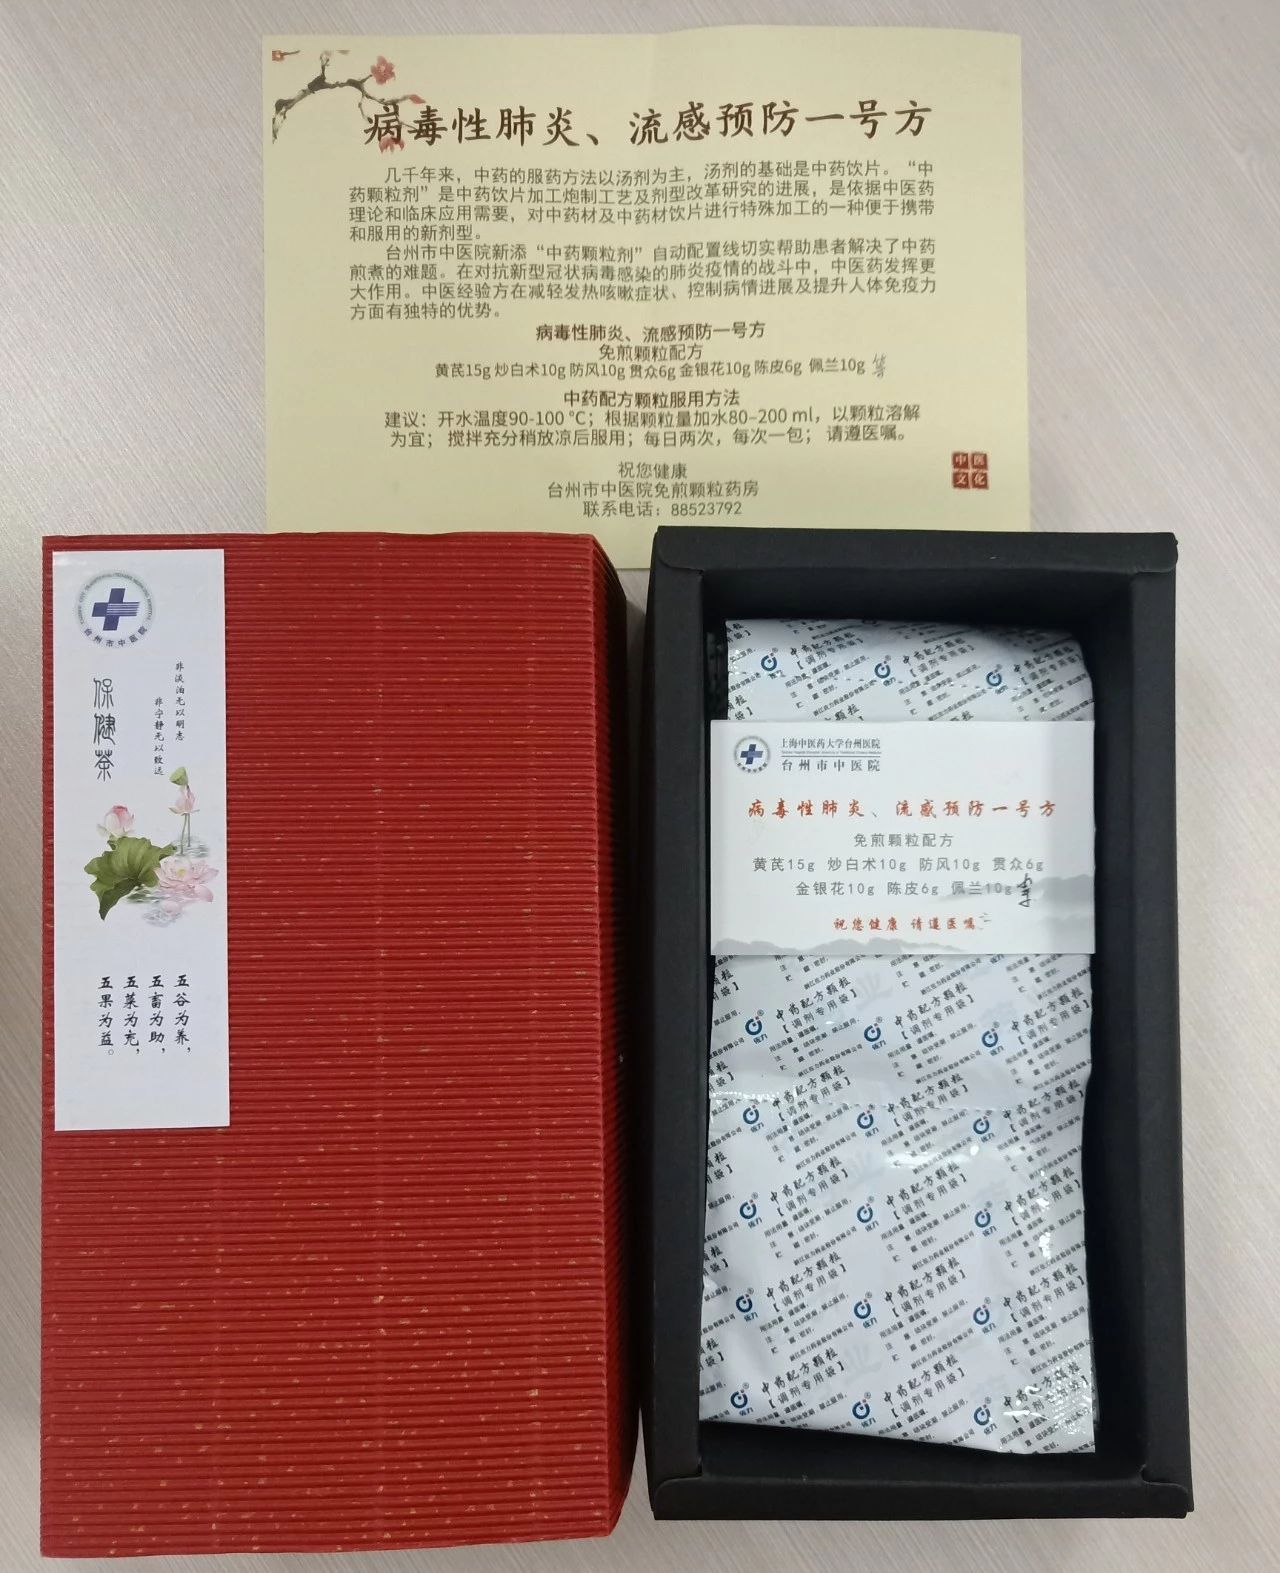 病毒性肺炎、流感预防一号方
几千年来，中药的服药方法以汤剂为主，汤剂的基础是中药饮片。“中
药颗粒剂”是中药饮片加工炮制工艺及剂型改革研究的进展，是依据中医药
理论和临床应用需要，对中药材及中药材饮片进行特殊加工的一种便于携带
和服用的新剂型。
台州市中医院新添“中药颗粒剂”自动配置线切实帮助患者解决了中药
煎煮的难题。在对抗新型冠状病毒感染的肺炎疫情的战斗中，中医药发挥更
大作用。中医经验方在减轻发热咳嗽症状、控制病情进展及提升人体免疫力
方面有独特的优势。
病毒性肺炎、流感预防一号方
免煎颗粒配方
黄芪15g 炒白术10g 防风10g 贯众6g 金银花10g 陈皮6g 佩兰10g 等
中药配方颗粒服用方法
建议：开水温度90-100 ℃；根据颗粒量加水80–200 ml，以颗粒溶解
为宜； 搅拌充分稍放凉后服用；每日两次，每次一包； 请遵医嘱。
祝您健康
台州市中医院免煎颗粒药房
联系电话：88523792
中医
文化
台州市中医院
保健茶
非淡泊无以明志
非宁静无以致远
五谷为养，
五畜为助，
五菜为充，
五果为益。
上海中医药大学台州医院
台州市中医院
病毒性肺炎、流感预防一号方
免煎颗粒配方
黄芪15g 炒白术10g 防风10g 贯众6g
金银花10g 陈皮6g 佩兰10g
祝您健康 请遵医嘱
中药配方颗粒
【调剂专用袋】
佐力